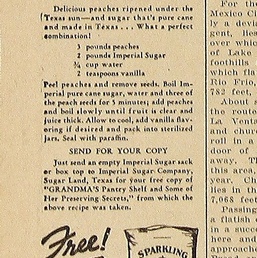 Delicious peaches ripened under the
Texas sun—and sugar that's pure cane
and made in Texas... What a perfect
combination!
3 pounds peaches
2 pounds Imperial Sugar
¾ cup water
2 teaspoons vanilla
Peel peaches and remove seeds. Boil Im-
perial pure cane sugar, water and three of
the peach seeds for 5 minutes; add peaches
and boil slowly until fruit is clear and
juice thick. Allow to cool, add vanilla flav-
oring if desired and pack into sterilized
jars. Seal with paraffin.
SEND FOR YOUR COPY
Just send an empty Imperial Sugar sack
or box top to Imperial Sugar Company,
Sugar Land, Texas for your free copy of
"GRANDMA'S Pantry Shelf and Some of
Her Preserving Secrets," from which the
above recipe was taken.
Free!
SPARKLING
For th
Mexico Ci
ly a devi
gent, lies
over whic
of Lake
foothills
which fla
Rio Frio,
782 feet,
About s
the route
La Venta
and churc
roll in a
door of
away. T
this area,
year. Ch
lies in th
7,068 feet
Passing
a flatish
in a succe
here and
approache